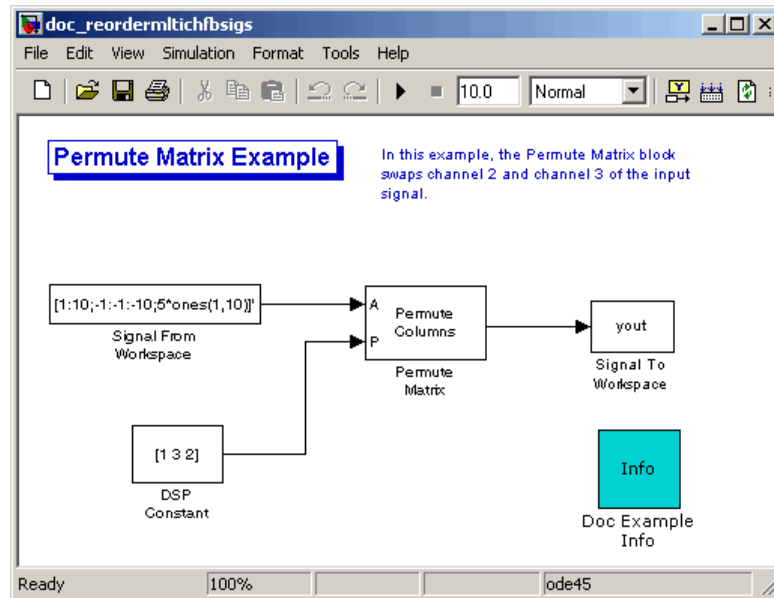 doc_reordermltichfbsigs
File Edit View Simulation Format Tools Help
10.0 Normal
Permute Matrix Example
In this example, the Permute Matrix block
swaps channel 2 and channel 3 of the input
signal.
[1:10;-1:-1:-10;5*ones(1,10)]'
Signal From
Workspace
A
P
Permute
Columns
Permute
Matrix
yout
Signal To
Workspace
[1 3 2]
DSP
Constant
Info
Doc Example
Info
Ready 100% ode45